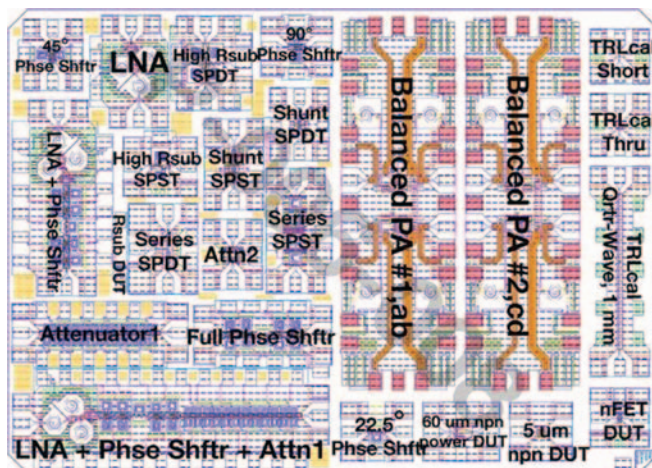 45°
Phse Shftr
LNA
High Rsub
SPDT
90°
Phse Shftr
TRLcal
Short
Shunt
SPDT
TRLca
Thru
LNA + Phse Shftr
High Rsub
SPST
Shunt
SPST
Balanced PA #1,ab
Balanced PA #2,cd
Rsub DUT
Series
SPDT
Attn2
Series
SPST
TRLcal
Qrtr-Wave, 1 mm
Attenuator1
Full Phse Shftr
LNA + Phse Shftr + Attn1
22.5°
Phse Shftr
60 um npn
power DUT
5 um
npn DUT
nFET
DUT